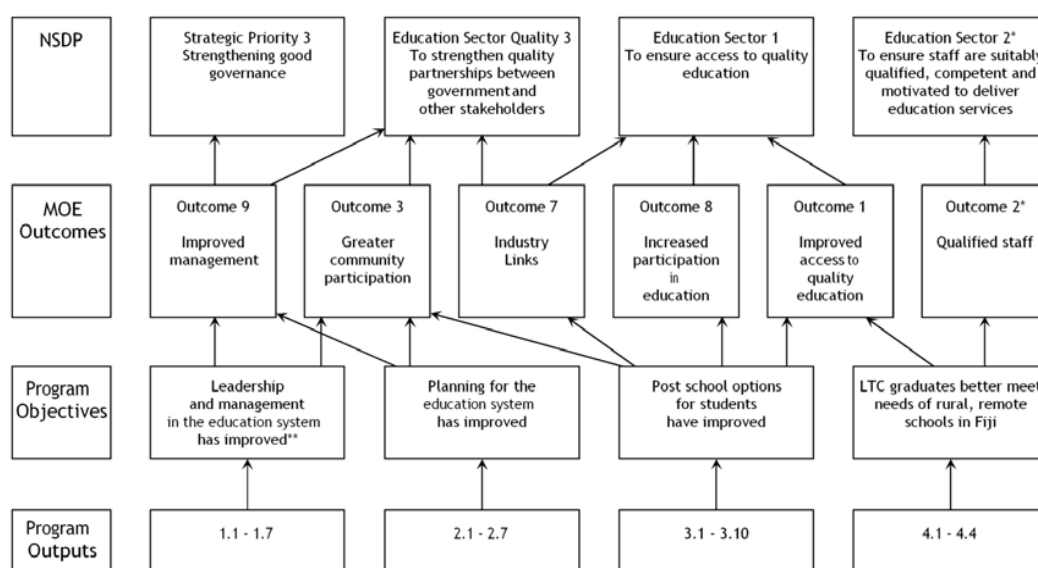 NSDP
Strategic Priority 3
Strengthening good
governance
Education Sector Quality 3
To strengthen quality
partnerships between
government and
other stakeholders
Education Sector 1
To ensure access to quality
education
Education Sector 2*
To ensure staff are suitably
qualified, competent and
motivated to deliver
education services
MOE
Outcomes
Outcome 9
Improved
management
Outcome 3
Greater
community
participation
Outcome 7
Industry
Links
Outcome 8
Increased
participation
in
education
Outcome 1
Improved
access to
quality
education
Outcome 2*
Qualified staff
Program
Objectives
Leadership
and management
in the education system
has improved**
Planning for the
education system
has improved
Post school options
for students
have improved
LTC graduates better meet
needs of rural, remote
schools in Fiji
Program
Outputs
1.1 - 1.7
2.1 - 2.7
3.1 - 3.10
4.1 - 4.4